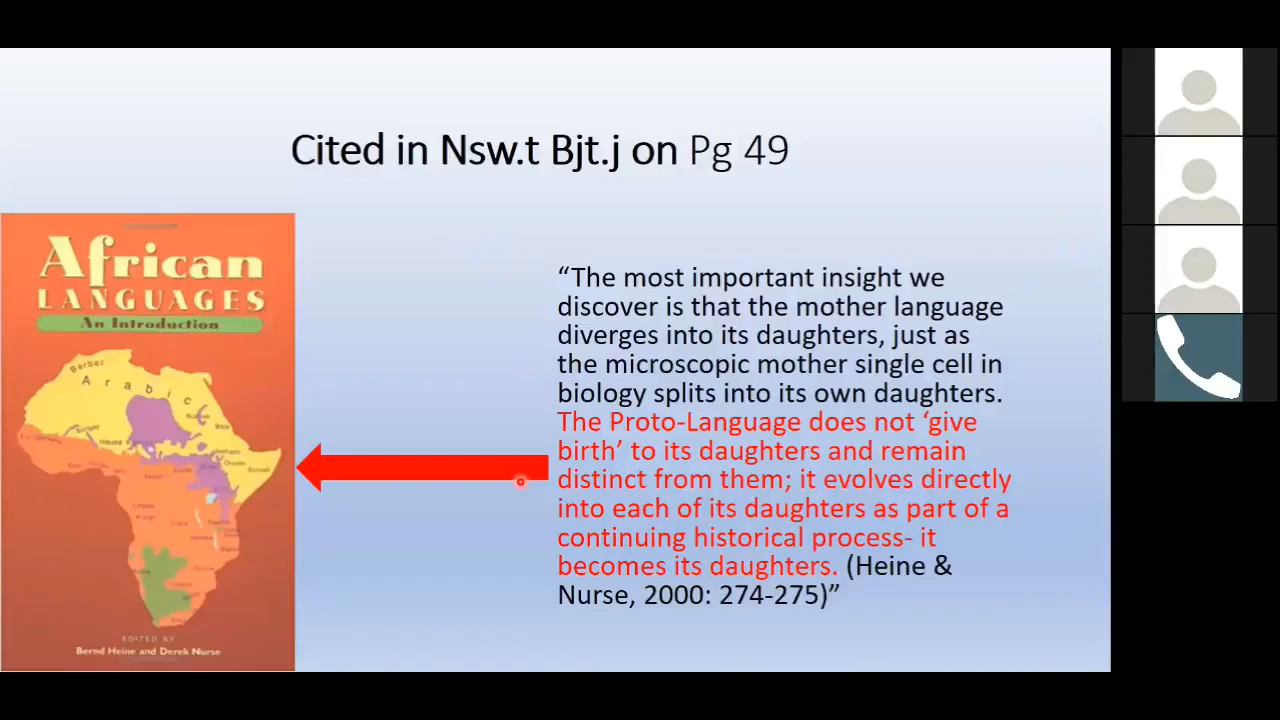 Cited in Nsw.t Bjt.j on Pg 49
African
LANGUAGES
An Introduction
Berber
Arabic
EDITED BY
Bernd Heine and Derek Nurse
“The most important insight we
discover is that the mother language
diverges into its daughters, just as
the microscopic mother single cell in
biology splits into its own daughters.
The Proto-Language does not ‘give
birth’ to its daughters and remain
distinct from them; it evolves directly
into each of its daughters as part of a
continuing historical process- it
becomes its daughters. (Heine &
Nurse, 2000: 274-275)”